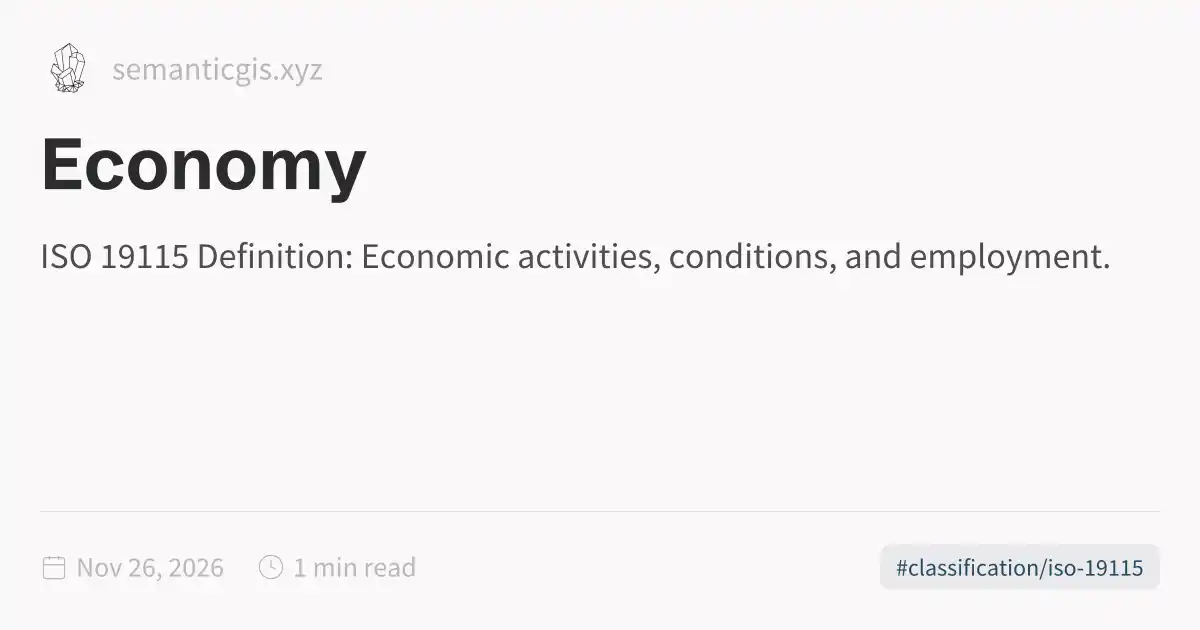 semanticgis.xyz
Economy
ISO 19115 Definition: Economic activities, conditions, and employment.
Nov 26, 2026 1 min read #classification/iso-19115